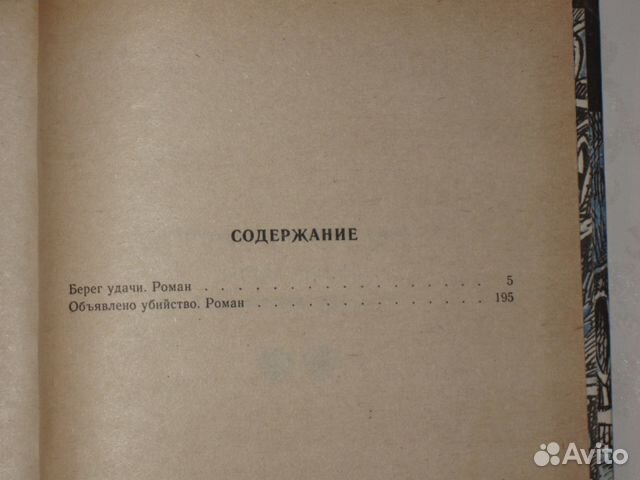 СОДЕРЖАНИЕ
Берег удачи. Роман . . . . . . . . . . . . . . . . . 5
Объявлено убийство. Роман . . . . . . . . . . . . . 195
Avito